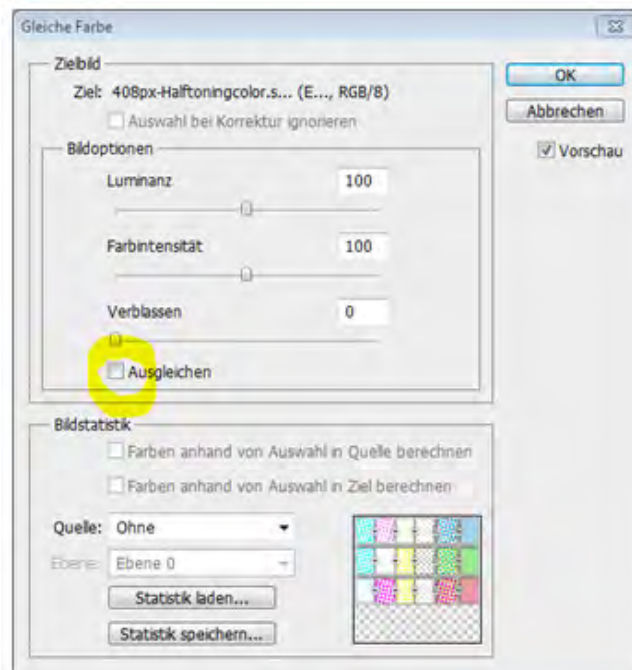 Gleiche Farbe
Zielbild
Ziel: 408px-Halftoningcolor.s... (E..., RGB/8)
Auswahl bei Korrektur ignorieren
Bildoptionen
Luminanz 100
Farbintensität 100
Verblassen 0
Ausgleichen
Bildstatistik
Farben anhand von Auswahl in Quelle berechnen
Farben anhand von Auswahl in Ziel berechnen
Quelle: Ohne
Ebene: Ebene 0
Statistik laden...
Statistik speichern...
OK
Abbrechen
Vorschau